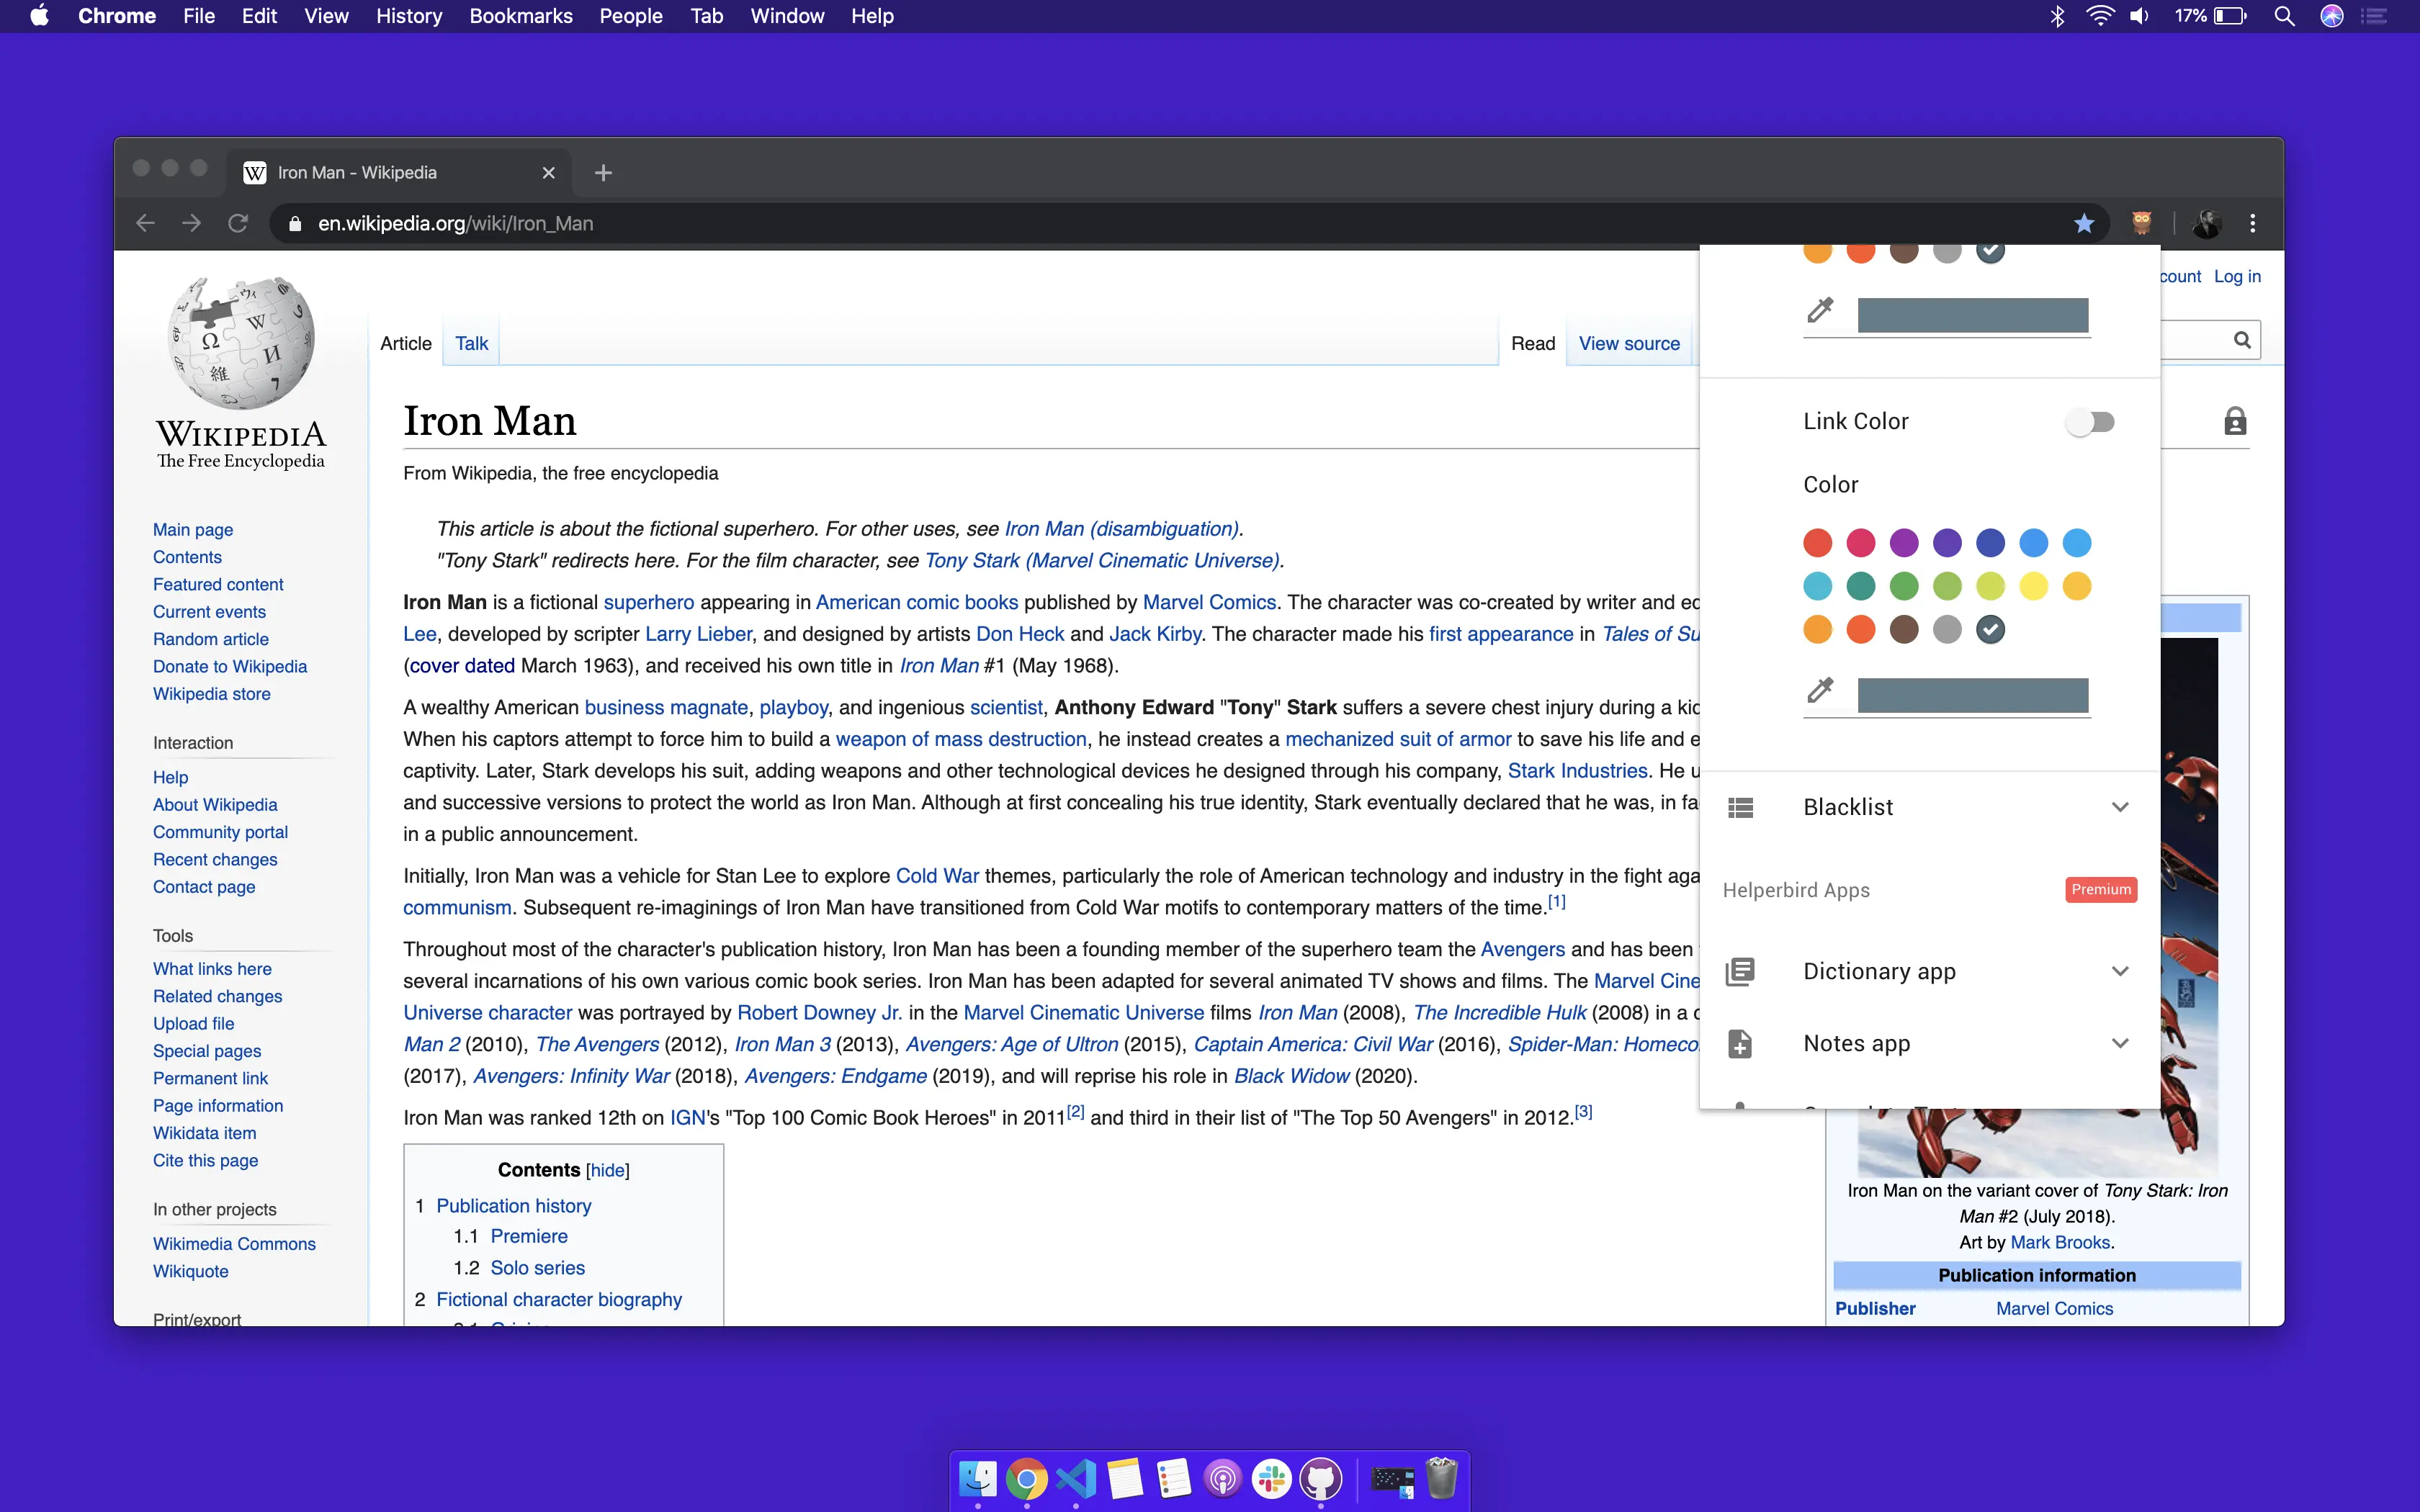 Chrome File Edit View History Bookmarks People Tab Window Help 17%
Iron Man - Wikipedia
en.wikipedia.org/wiki/Iron_Man
WIKIPEDIA
The Free Encyclopedia
Main page
Contents
Featured content
Current events
Random article
Donate to Wikipedia
Wikipedia store
Interaction
Help
About Wikipedia
Community portal
Recent changes
Contact page
Tools
What links here
Related changes
Upload file
Special pages
Permanent link
Page information
Wikidata item
Cite this page
In other projects
Wikimedia Commons
Wikiquote
Print/export
Article Talk Read View source
count Log in
Iron Man
From Wikipedia, the free encyclopedia
This article is about the fictional superhero. For other uses, see Iron Man (disambiguation).
"Tony Stark" redirects here. For the film character, see Tony Stark (Marvel Cinematic Universe).
Iron Man is a fictional superhero appearing in American comic books published by Marvel Comics. The character was co-created by writer and ed
Lee, developed by scripter Larry Lieber, and designed by artists Don Heck and Jack Kirby. The character made his first appearance in Tales of Su
(cover dated March 1963), and received his own title in Iron Man #1 (May 1968).
A wealthy American business magnate, playboy, and ingenious scientist, Anthony Edward "Tony" Stark suffers a severe chest injury during a kid
When his captors attempt to force him to build a weapon of mass destruction, he instead creates a mechanized suit of armor to save his life and e
captivity. Later, Stark develops his suit, adding weapons and other technological devices he designed through his company, Stark Industries. He u
and successive versions to protect the world as Iron Man. Although at first concealing his true identity, Stark eventually declared that he was, in fa
in a public announcement.
Initially, Iron Man was a vehicle for Stan Lee to explore Cold War themes, particularly the role of American technology and industry in the fight aga
communism. Subsequent re-imaginings of Iron Man have transitioned from Cold War motifs to contemporary matters of the time.[1]
Throughout most of the character's publication history, Iron Man has been a founding member of the superhero team the Avengers and has been
several incarnations of his own various comic book series. Iron Man has been adapted for several animated TV shows and films. The Marvel Cine
Universe character was portrayed by Robert Downey Jr. in the Marvel Cinematic Universe films Iron Man (2008), The Incredible Hulk (2008) in a c
Man 2 (2010), The Avengers (2012), Iron Man 3 (2013), Avengers: Age of Ultron (2015), Captain America: Civil War (2016), Spider-Man: Homeco
(2017), Avengers: Infinity War (2018), Avengers: Endgame (2019), and will reprise his role in Black Widow (2020).
Iron Man was ranked 12th on IGN's "Top 100 Comic Book Heroes" in 2011[2] and third in their list of "The Top 50 Avengers" in 2012.[3]
Contents [hide]
1 Publication history
1.1 Premiere
1.2 Solo series
2 Fictional character biography
Link Color
Color
Blacklist
Helperbird Apps Premium
Dictionary app
Notes app
Iron Man on the variant cover of Tony Stark: Iron
Man #2 (July 2018).
Art by Mark Brooks.
Publication information
Publisher Marvel Comics